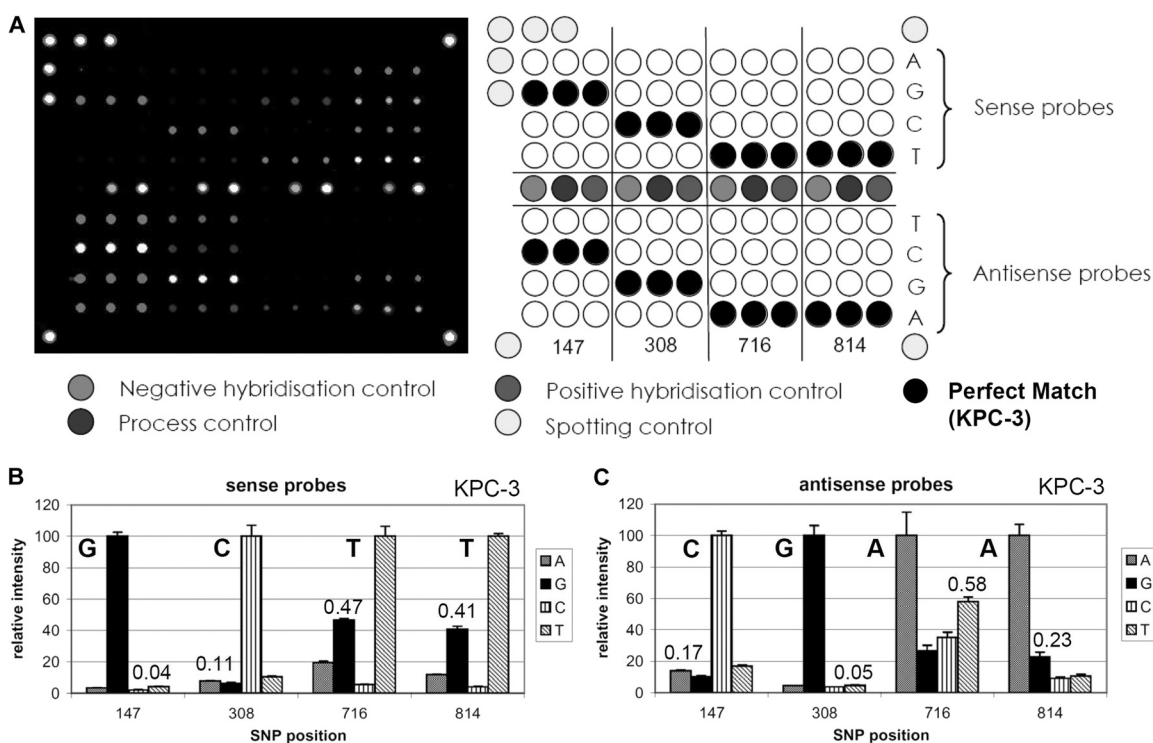 A
A
G
C
T
Sense probes
T
C
G
A
Antisense probes
147 308 716 814
Negative hybridisation control
Process control
Positive hybridisation control
Spotting control
Perfect Match
(KPC-3)
B
sense probes
KPC-3
relative intensity
120
100
80
60
40
20
0
G
C
T
T
0.04
0.11
0.47
0.41
A
G
C
T
147 308 716 814
SNP position
C
antisense probes
KPC-3
relative intensity
120
100
80
60
40
20
0
C
G
A
A
0.17
0.05
0.58
0.23
A
G
C
T
147 308 716 814
SNP position